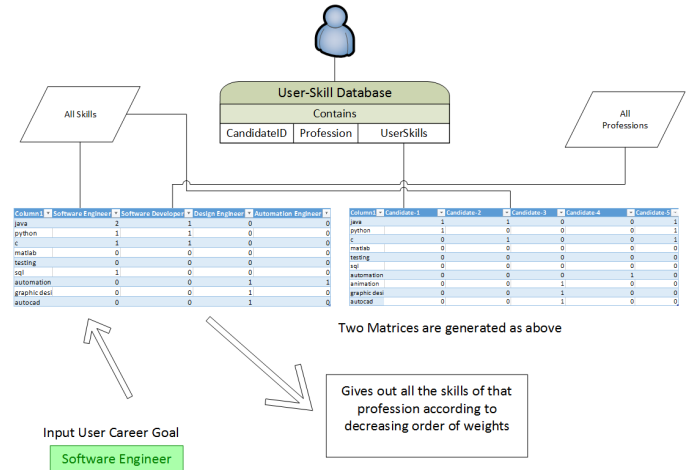 User-Skill Database
Contains
CandidateID Profession UserSkills
All Skills
All
Professions
Column1 Software Engineer Software Developer Design Engineer Automation Engineer
java 2 1 0 0
python 1 1 0 0
c 1 1 0 0
matlab 0 0 0 0
testing 0 0 0 0
sql 1 0 0 0
automation 0 0 1 1
graphic desi 0 0 1 0
autocad 0 0 1 0
Column1 Candidate-1 Candidate-2 Candidate-3 Candidate-4 Candidate-5
java 1 1 0 0 1
python 1 0 0 0 1
c 0 1 0 0 1
matlab 0 0 0 0 0
testing 0 0 0 0 0
sql 0 0 0 0 0
automation 0 0 0 1 0
animation 0 0 1 0 0
graphic desi 0 0 1 0 0
autocad 0 0 1 0 0
Two Matrices are generated as above
Gives out all the skills of that
profession according to
decreasing order of weights
Input User Career Goal
Software Engineer